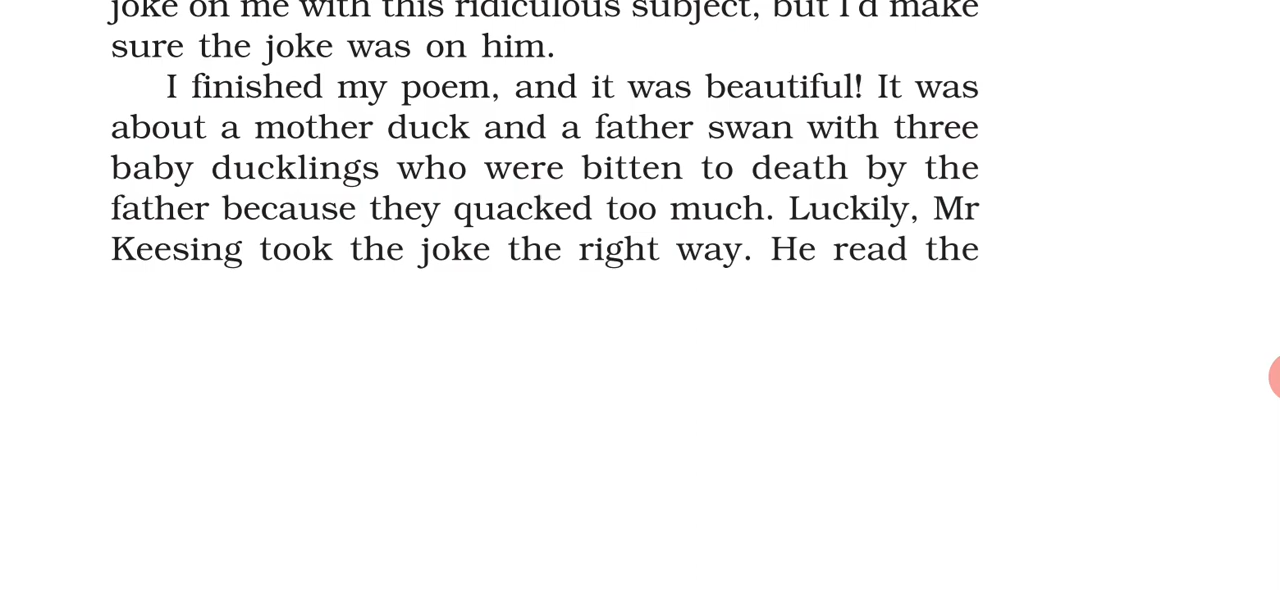 joke on me with this ridiculous subject, but I'd make
sure the joke was on him.
I finished my poem, and it was beautiful! It was
about a mother duck and a father swan with three
baby ducklings who were bitten to death by the
father because they quacked too much. Luckily, Mr
Keesing took the joke the right way. He read the